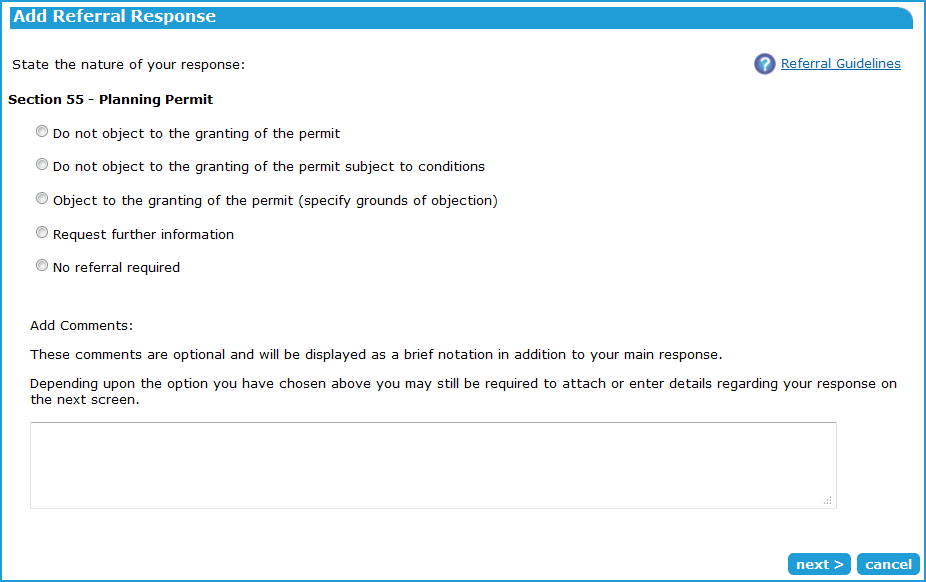 Add Referral Response
State the nature of your response:
? Referral Guidelines
Section 55 - Planning Permit
Do not object to the granting of the permit
Do not object to the granting of the permit subject to conditions
Object to the granting of the permit (specify grounds of objection)
Request further information
No referral required
Add Comments:
These comments are optional and will be displayed as a brief notation in addition to your main response.
Depending upon the option you have chosen above you may still be required to attach or enter details regarding your response on
the next screen.
next > cancel